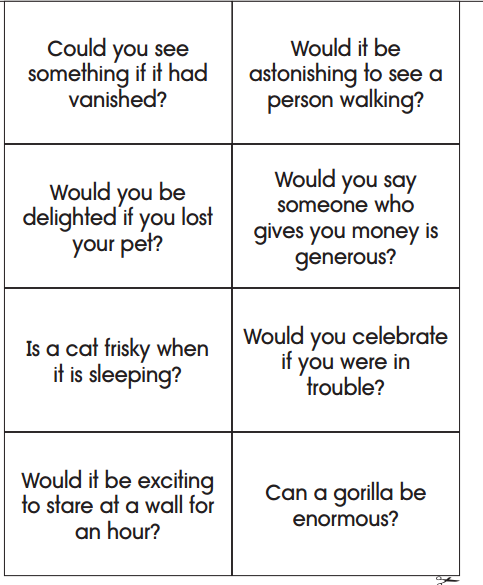 Could you see
something if it had
vanished?
Would it be
astonishing to see a
person walking?
Would you be
delighted if you lost
your pet?
Would you say
someone who
gives you money is
generous?
Is a cat frisky when
it is sleeping?
Would you celebrate
if you were in
trouble?
Would it be exciting
to stare at a wall for
an hour?
Can a gorilla be
enormous?